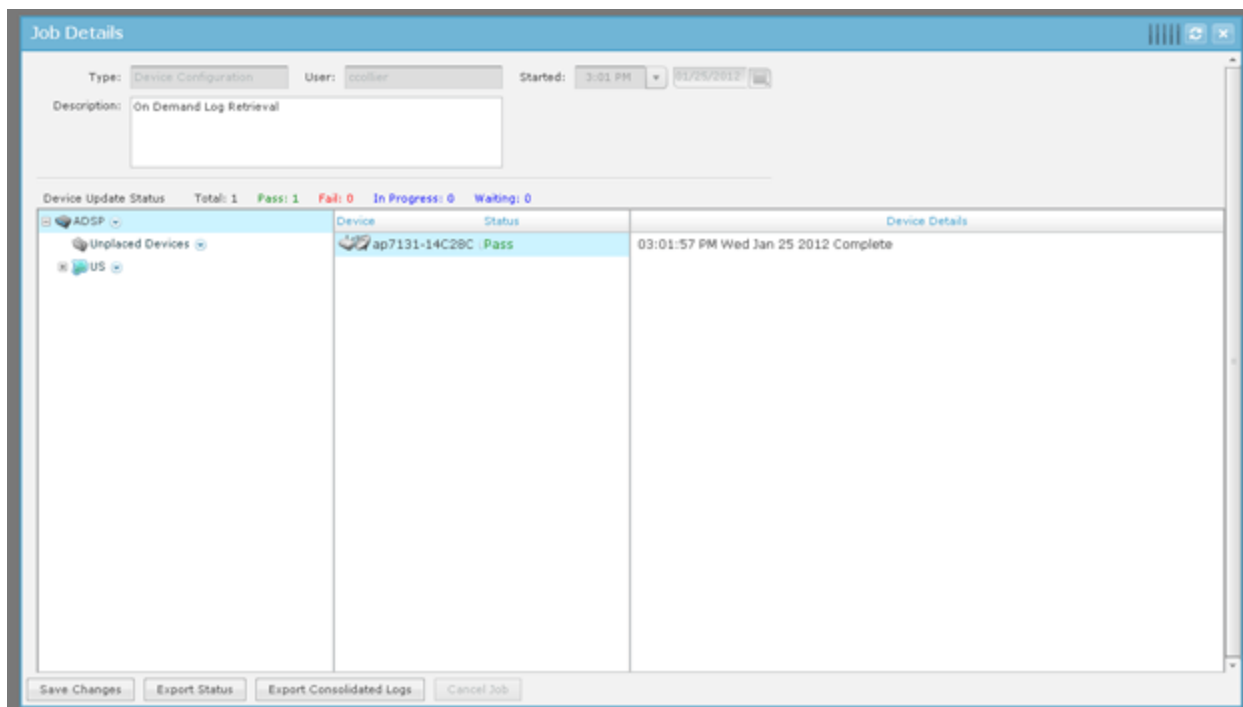 Job Details
Type: Device Configuration User: ccollier Started: 3:01 PM 01/25/2012
Description: On Demand Log Retrieval
Device Update Status Total: 1 Pass: 1 Fail: 0 In Progress: 0 Waiting: 0
ADSP Device Status Device Details
Unplaced Devices ap7131-14C28C Pass 03:01:57 PM Wed Jan 25 2012 Complete
US
Save Changes Export Status Export Consolidated Logs Cancel Job